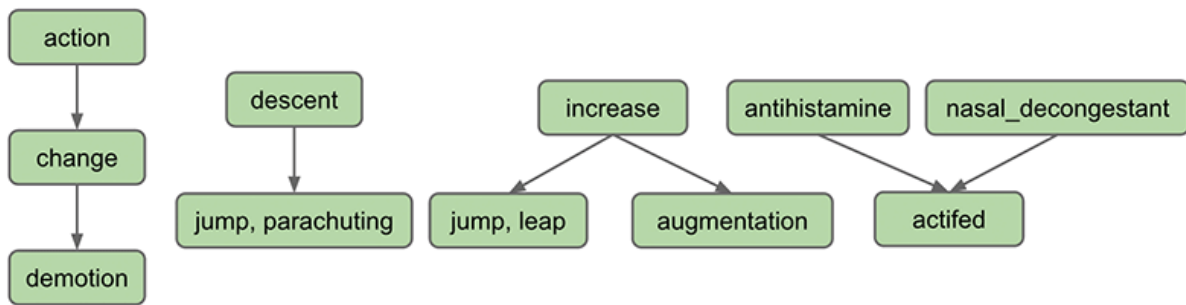 action
change
demotion
descent
jump, parachuting
increase
jump, leap
augmentation
antihistamine
nasal_decongestant
actifed